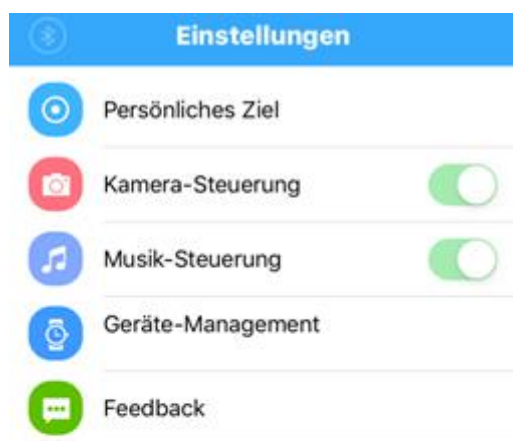 Einstellungen
Persönliches Ziel
Kamera-Steuerung
Musik-Steuerung
Geräte-Management
Feedback